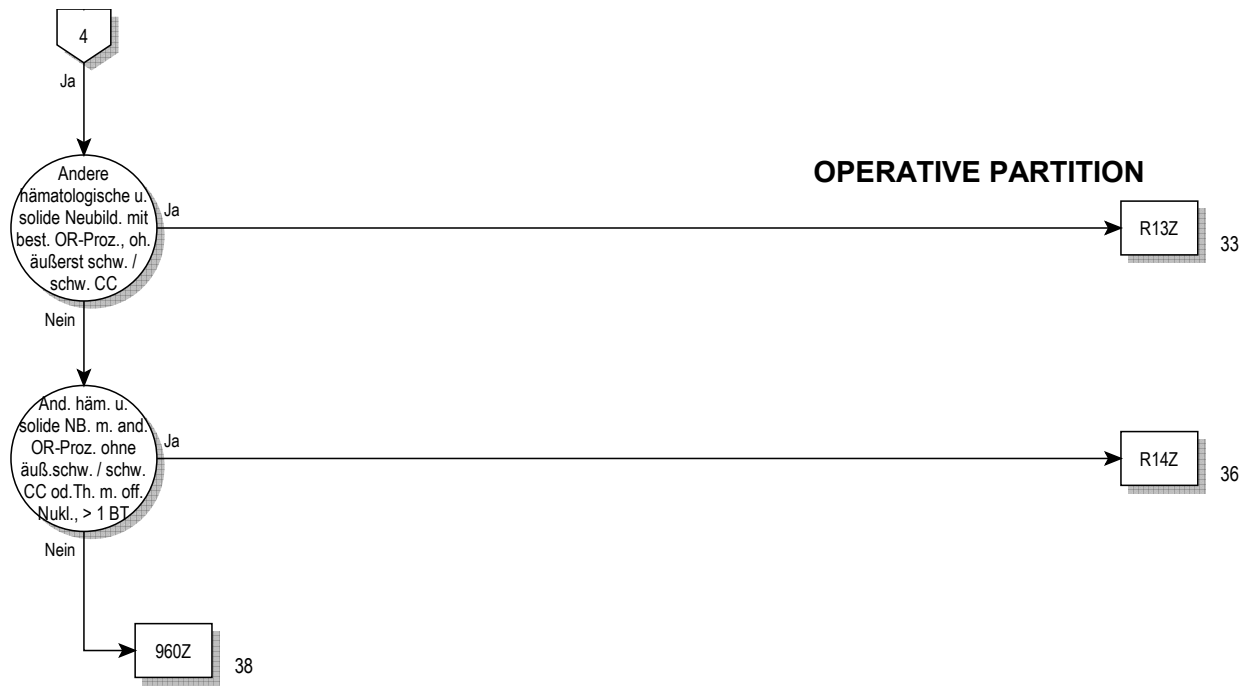 4
Ja
OPERATIVE PARTITION
Andere
hämatologische u.
solide Neubild. mit
best. OR-Proz., oh.
äußerst schw. /
schw. CC
Ja
R13Z
33
Nein
And. häm. u.
solide NB. m. and.
OR-Proz. ohne
äuß.schw. / schw.
CC od.Th. m. off.
Nukl., > 1 BT
Ja
R14Z
36
Nein
960Z
38